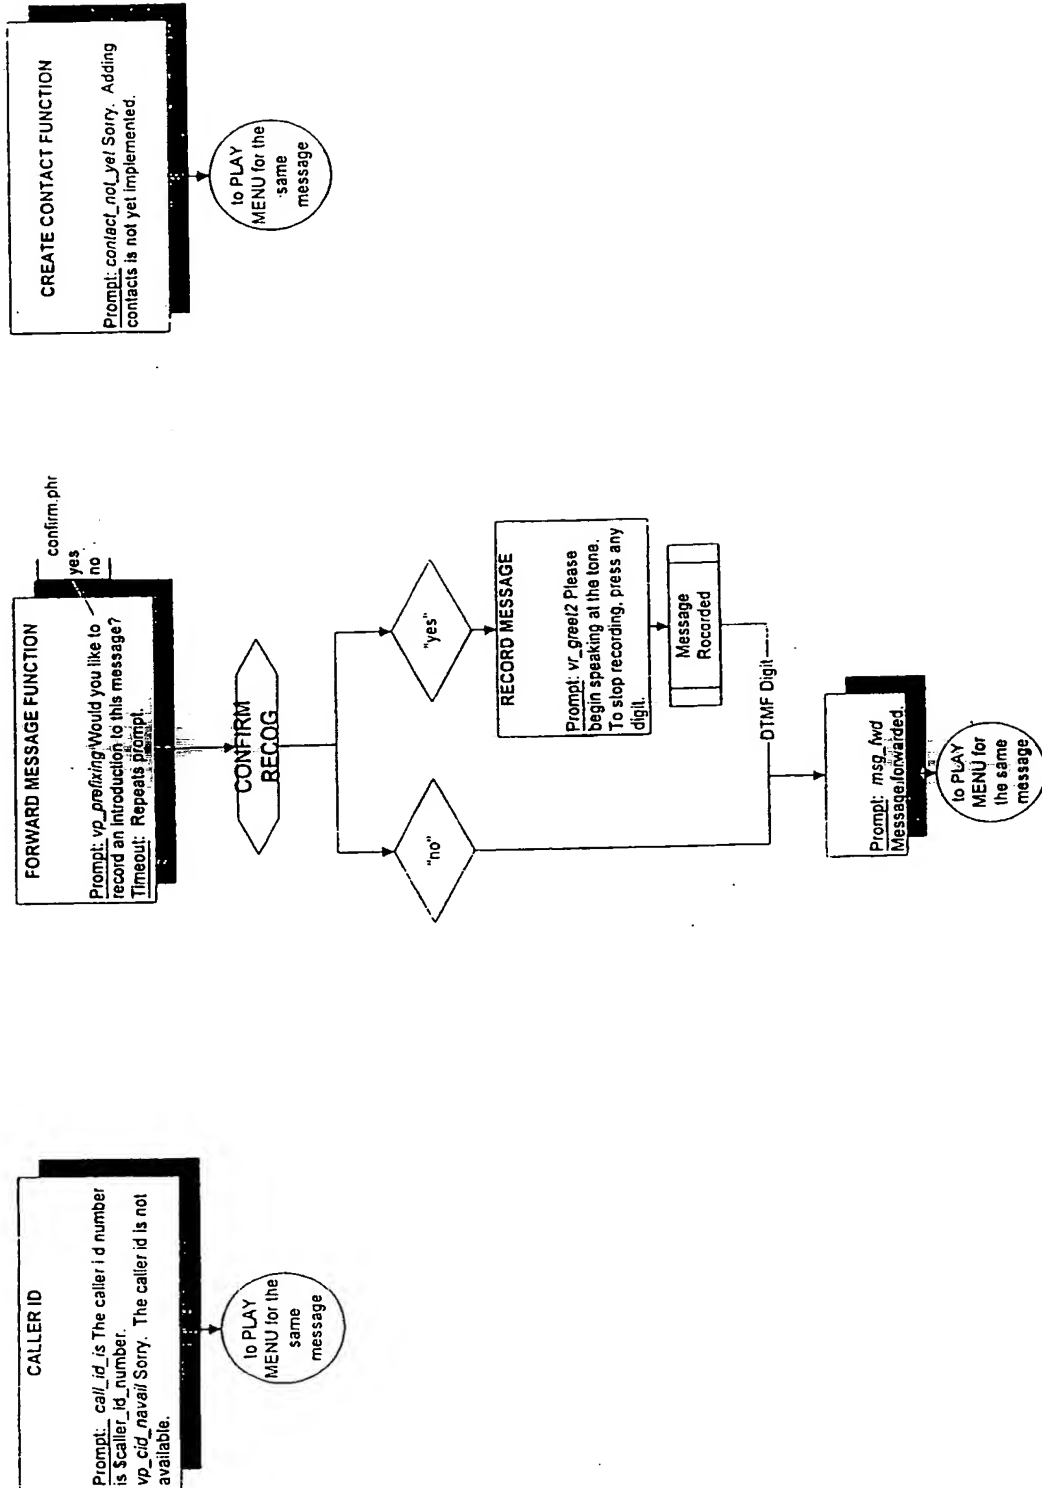 CALLER ID
Prompt: call_id_is The caller i d number
is $caller_id_number.
vp_cid_navail Sorry. The caller id is not
available.
to PLAY
MENU for the
same
message
FORWARD MESSAGE FUNCTION
Prompt: vp_prefixing Would you like to
record an introduction to this message?
Timeout: Repeats prompt.
confirm.phr
yes
no
CONFIRM
RECOG
"no"
"yes"
RECORD MESSAGE
Prompt: vr_greet2 Please
begin speaking at the tone.
To stop recording, press any
digit.
Message
Rocorded
DTMF Digit
Prompt: msg_fwd
Message forwarded.
to PLAY
MENU for
the same
message
CREATE CONTACT FUNCTION
Prompt: contact_not_yet Sorry. Adding
contacts is not yet implemented.
to PLAY
MENU for the
same
message